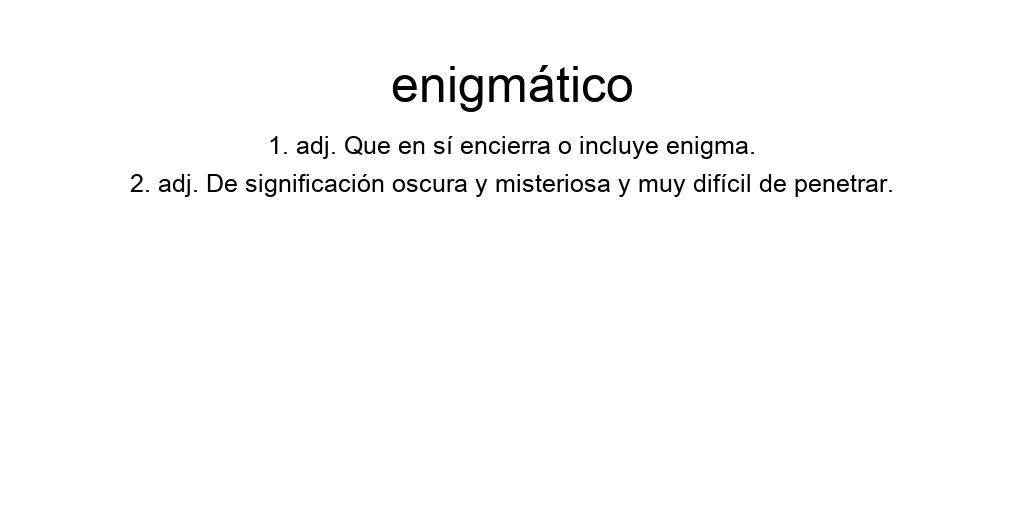 enigmático
1. adj. Que en sí encierra o incluye enigma.
2. adj. De significación oscura y misteriosa y muy difícil de penetrar.